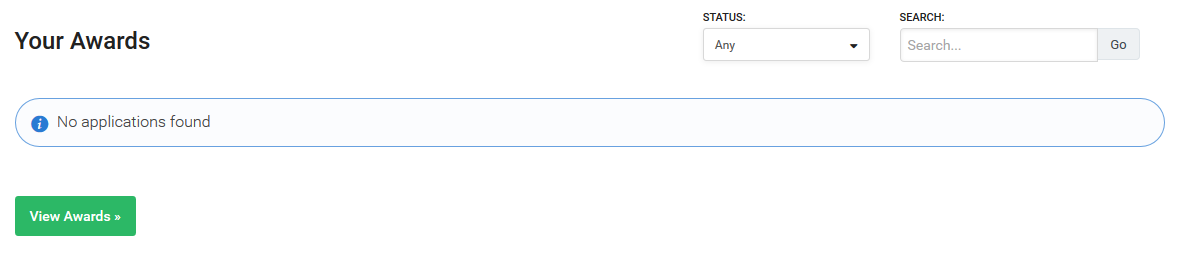 Your Awards
STATUS:
Any
SEARCH:
Search...
Go
No applications found
View Awards »